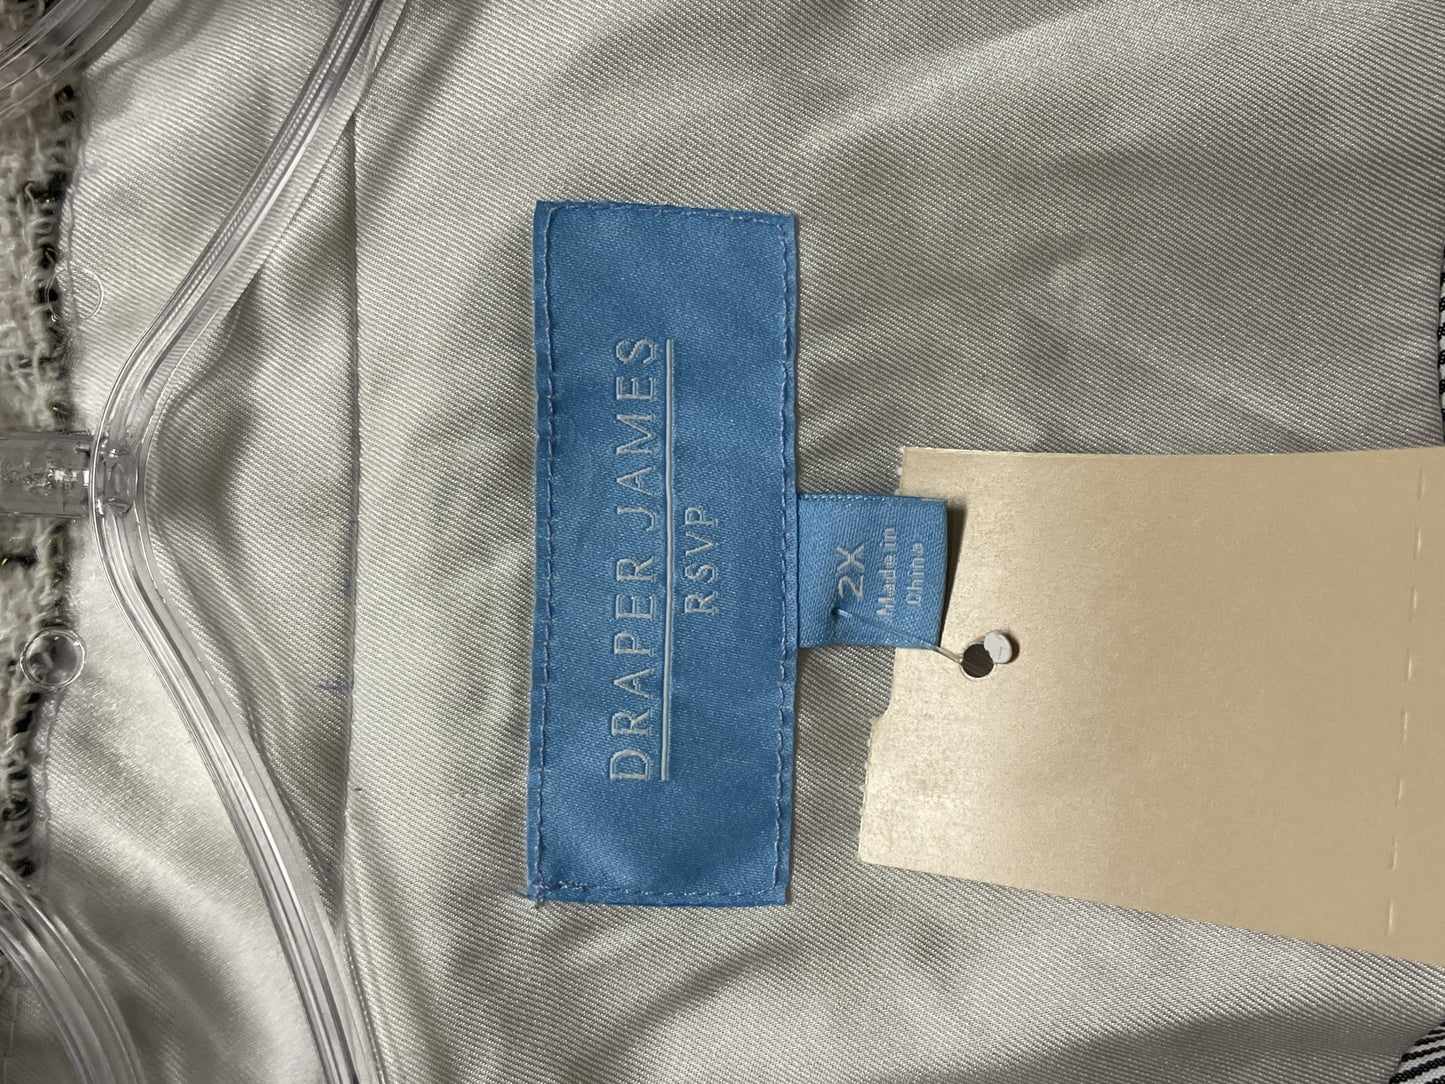 DRAPER JAMES
RSVP
2X
Made in
China